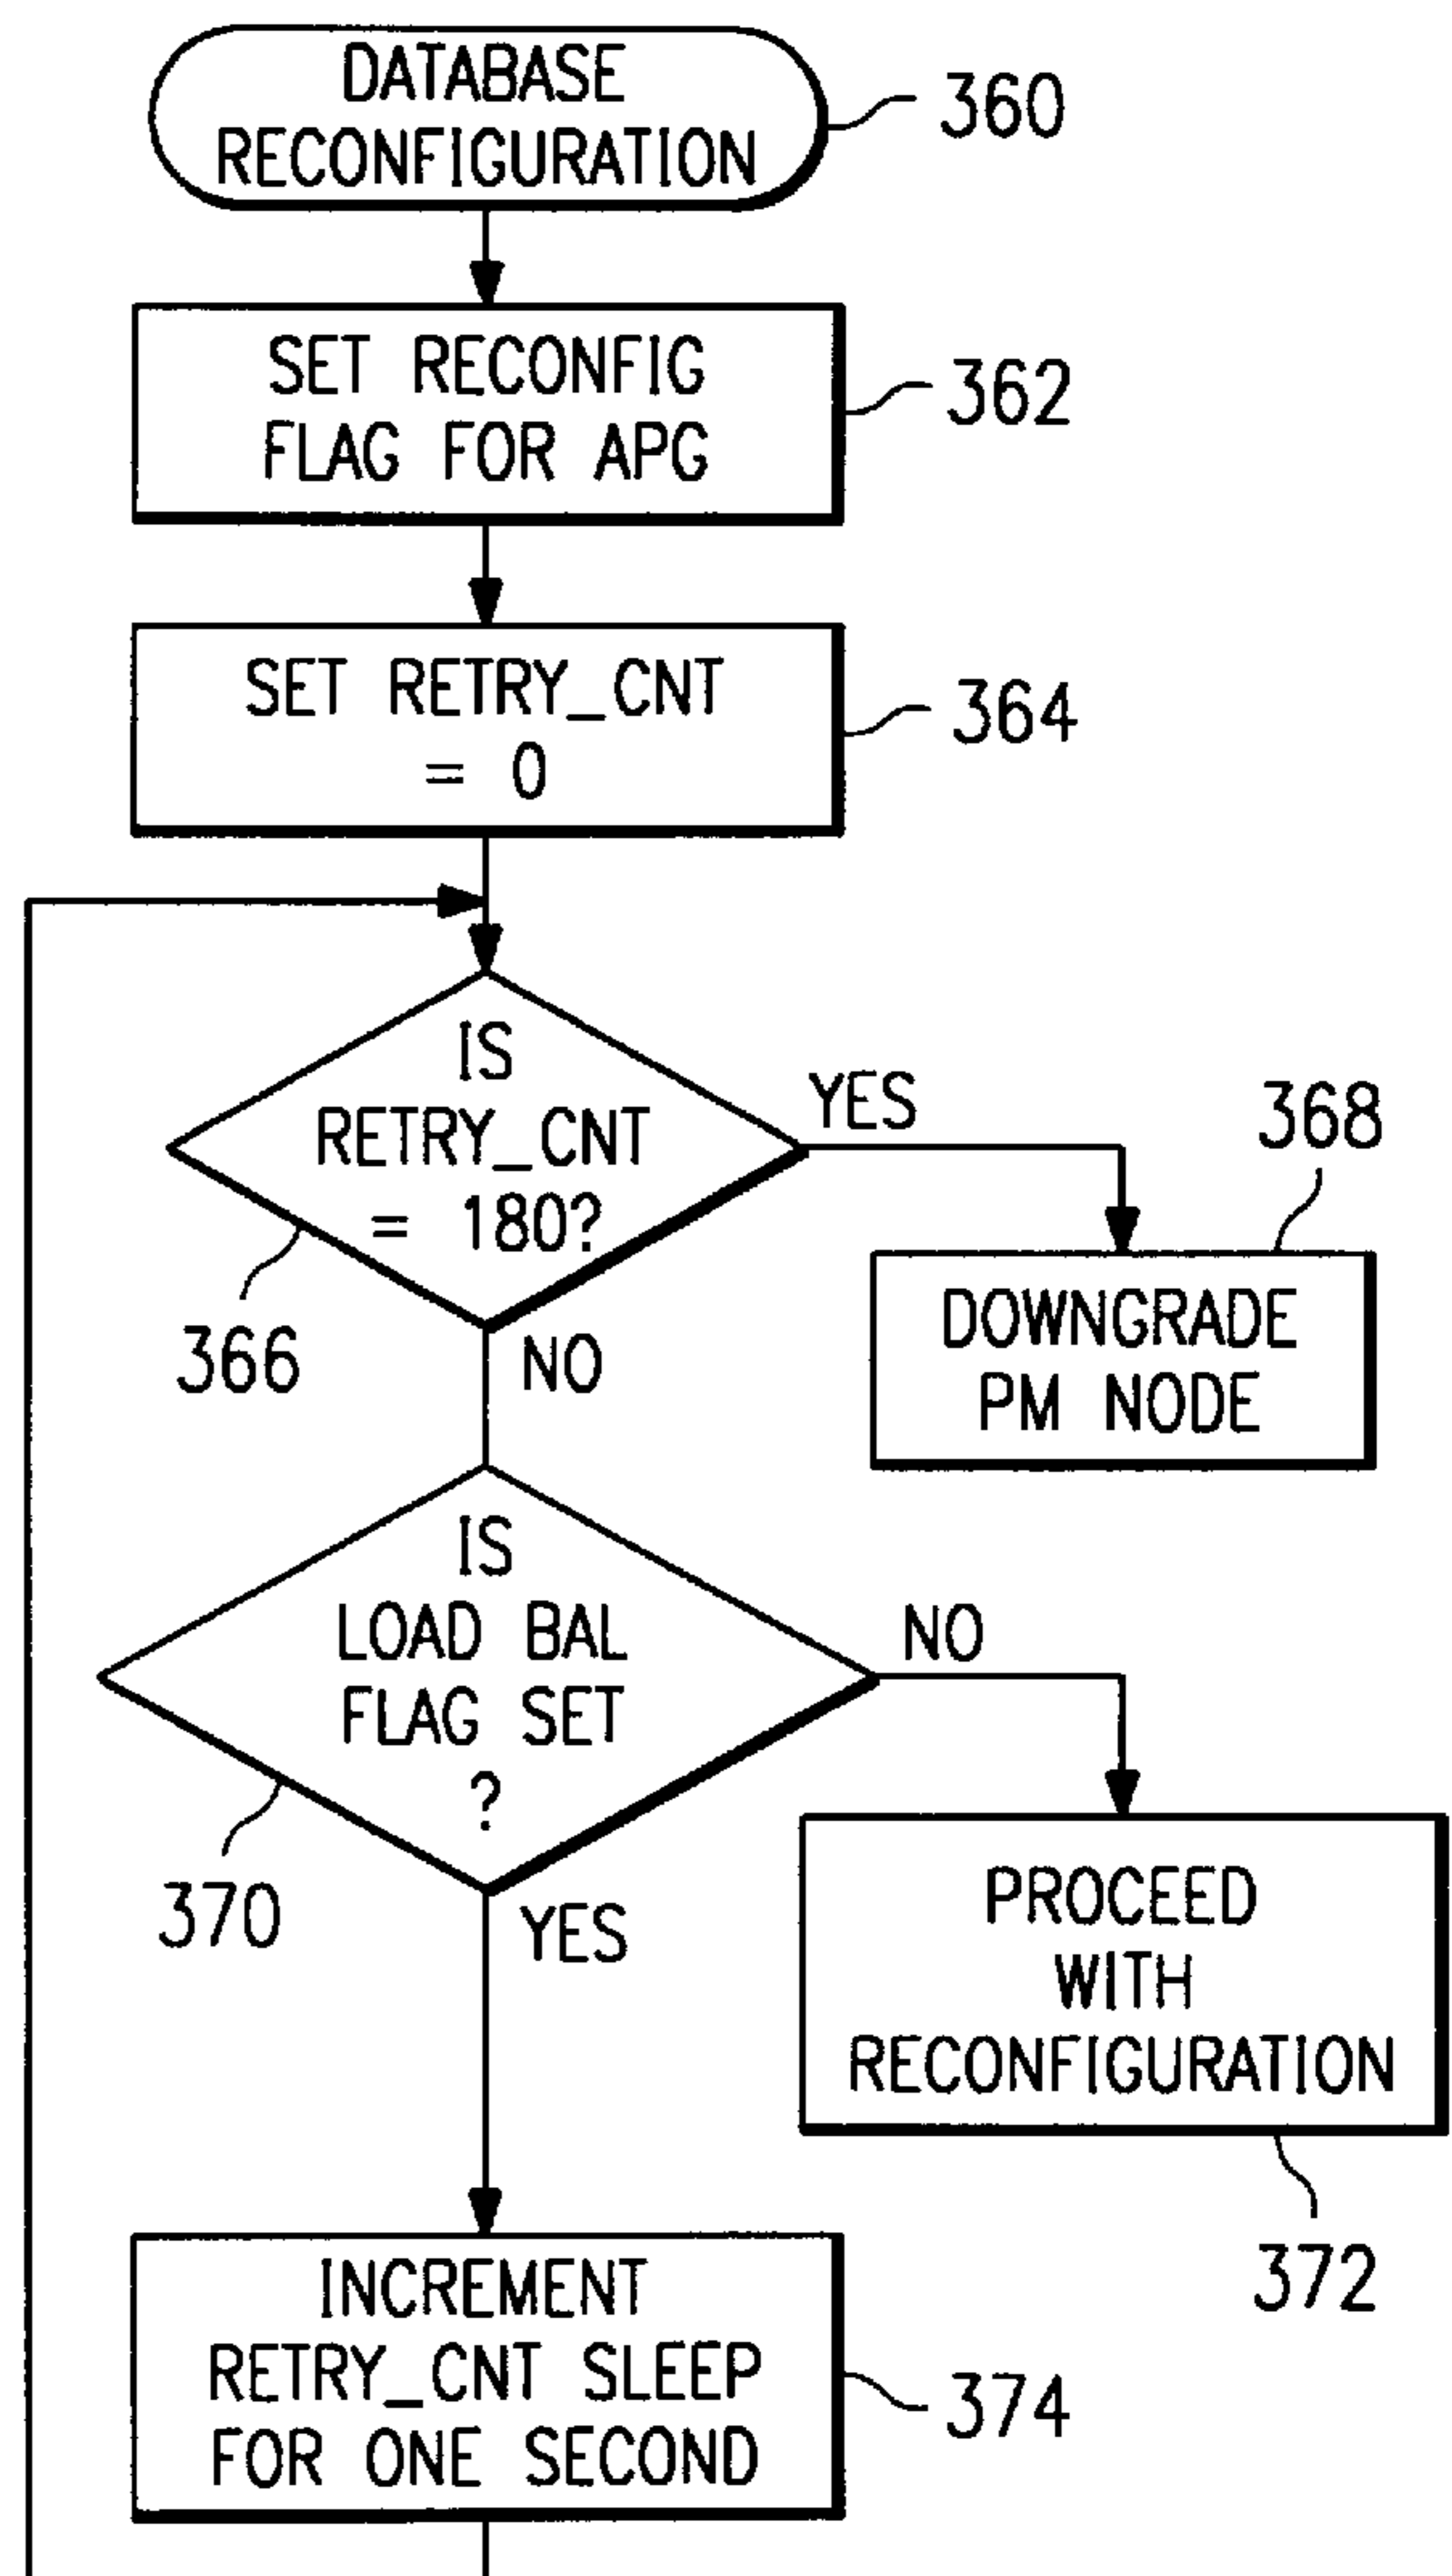 DATABASE
RECONFIGURATION
360
SET RECONFIG
FLAG FOR APG
362
SET RETRY_CNT
= 0
364
IS
RETRY_CNT
= 180?
YES
366
NO
368
DOWNGRADE
PM NODE
IS
LOAD BAL
FLAG SET
?
NO
370
YES
PROCEED
WITH
RECONFIGURATION
372
INCREMENT
RETRY_CNT SLEEP
FOR ONE SECOND
374